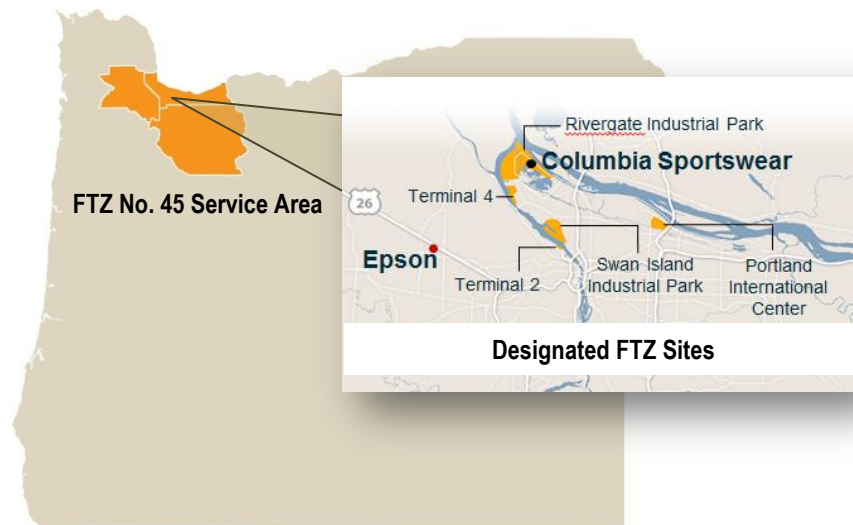 Rivergate Industrial Park
Columbia Sportswear
Terminal 4
FTZ No. 45 Service Area
26
Epson
Terminal 2
Swan Island
Industrial Park
Portland
International
Center
Designated FTZ Sites